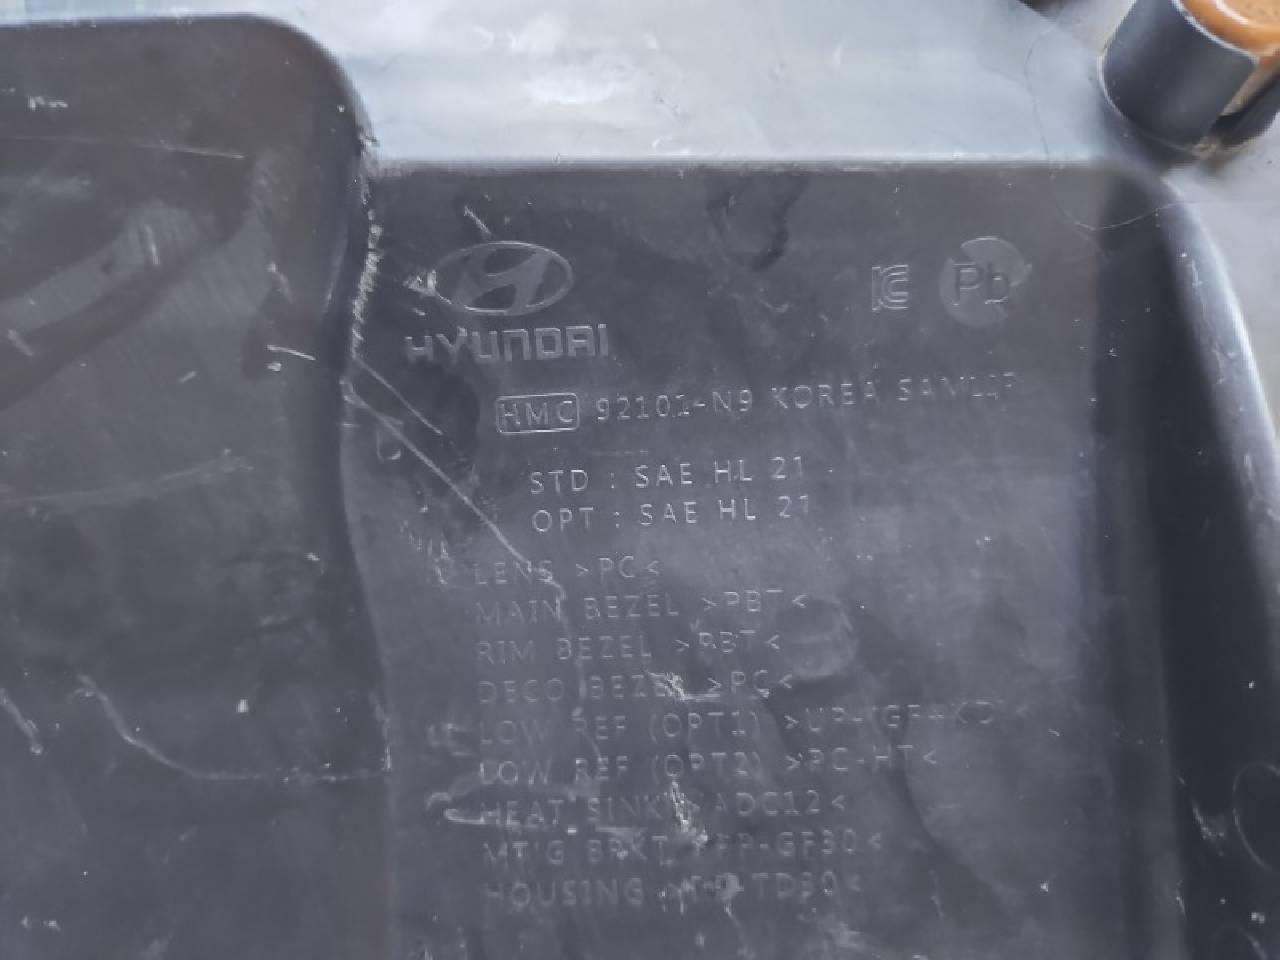 HYUNDAI
Pb
HMC 92101-N9 KOREA
STD : SAE HL 21
OPT : SAE HL 21
LENS >PC<
MAIN BEZEL >PBT<
RIM BEZEL >PBT<
DECO BEZEL >PC<
LOW REF (OPT1)
LOW REF (OPT2) >PC-HT<
HEAT SINK >ADC12<
MT'G BRKT
HOUSING